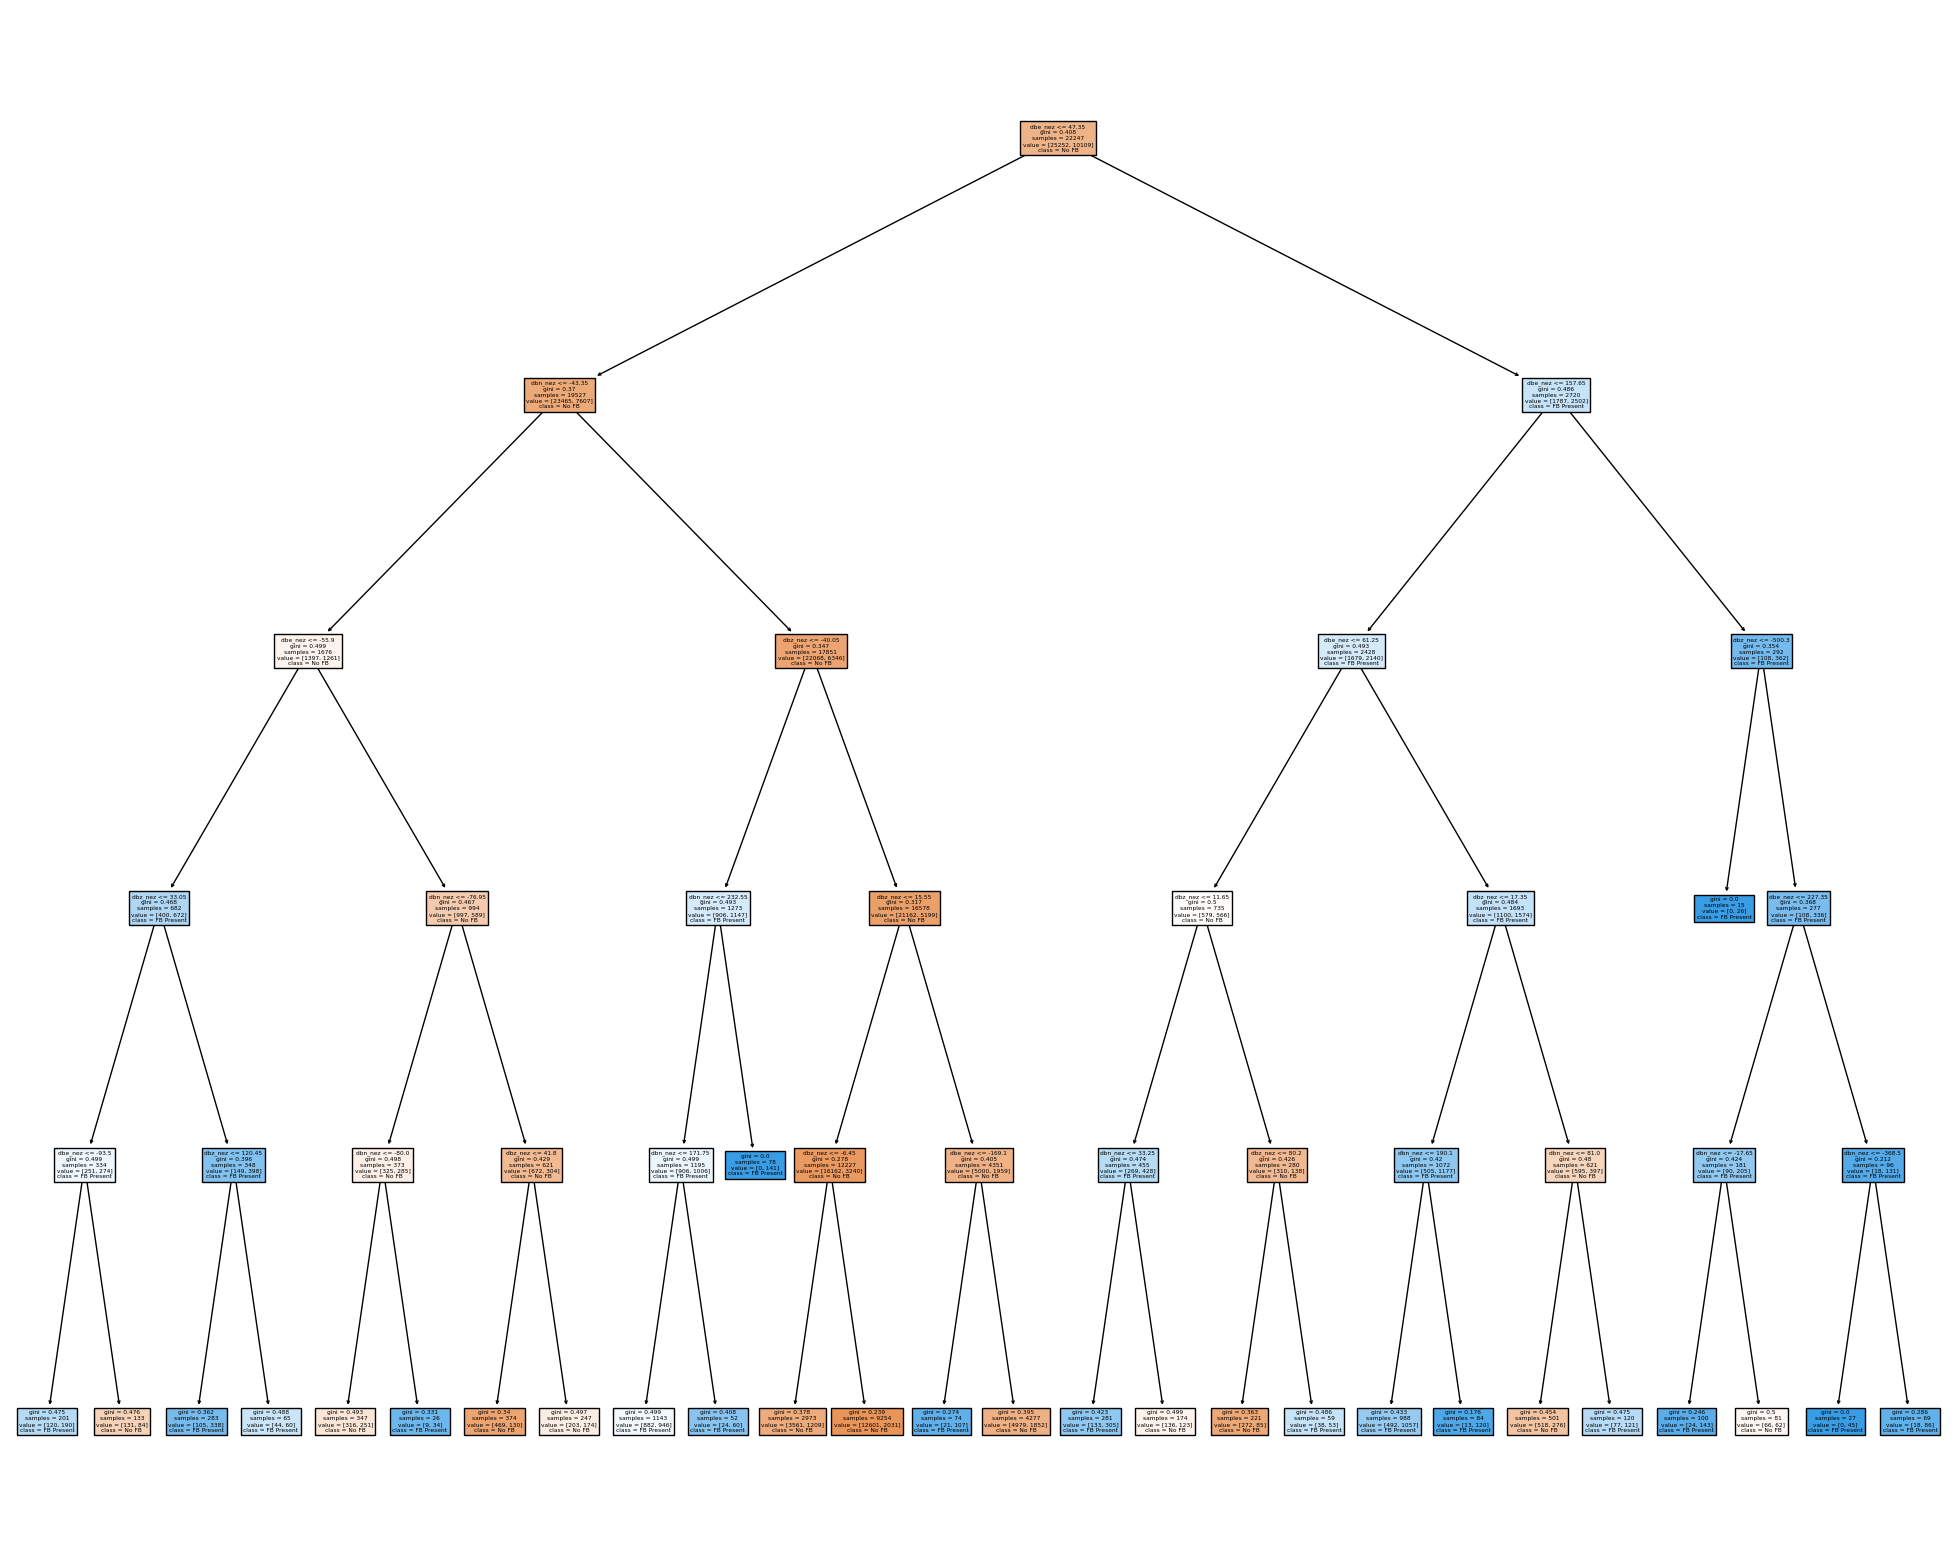 dbe_nez <= 47.35
gini = 0.408
samples = 22247
value = [25252, 10109]
class = No FB
dbn_nez <= -43.35
gini = 0.37
samples = 19527
value = [23465, 7607]
class = No FB
dbe_nez <= 157.65
gini = 0.486
samples = 2720
value = [1787, 2502]
class = FB Present
dbe_nez <= -55.9
gini = 0.499
samples = 1676
value = [1397, 1261]
class = No FB
dbz_nez <= -40.05
gini = 0.347
samples = 17851
value = [22068, 6346]
class = No FB
dbe_nez <= 61.25
gini = 0.493
samples = 2428
value = [1679, 2140]
class = FB Present
dbz_nez <= -500.3
gini = 0.354
samples = 292
value = [108, 362]
class = FB Present
dbz_nez <= 33.05
gini = 0.468
samples = 682
value = [400, 672]
class = FB Present
dbn_nez <= -76.95
gini = 0.467
samples = 994
value = [997, 589]
class = No FB
dbn_nez <= 232.55
gini = 0.493
samples = 1273
value = [906, 1147]
class = FB Present
dbz_nez <= 15.55
gini = 0.317
samples = 16578
value = [21162, 5199]
class = No FB
dbz_nez <= 11.65
gini = 0.5
samples = 735
value = [579, 566]
class = No FB
dbz_nez <= 17.35
gini = 0.484
samples = 1693
value = [1100, 1574]
class = FB Present
gini = 0.0
samples = 15
value = [0, 26]
class = FB Present
dbe_nez <= 227.35
gini = 0.368
samples = 277
value = [108, 336]
class = FB Present
dbe_nez <= -93.5
gini = 0.499
samples = 334
value = [251, 274]
class = FB Present
dbz_nez <= 120.45
gini = 0.396
samples = 348
value = [149, 398]
class = FB Present
dbn_nez <= -80.0
gini = 0.498
samples = 373
value = [325, 285]
class = No FB
dbz_nez <= 41.8
gini = 0.429
samples = 621
value = [672, 304]
class = No FB
dbn_nez <= 171.75
gini = 0.499
samples = 1195
value = [906, 1006]
class = FB Present
gini = 0.0
samples = 78
value = [0, 141]
class = FB Present
dbz_nez <= -6.45
gini = 0.278
samples = 12227
value = [16162, 3240]
class = No FB
dbe_nez <= -169.1
gini = 0.405
samples = 4351
value = [5000, 1959]
class = No FB
dbn_nez <= 33.25
gini = 0.474
samples = 455
value = [269, 428]
class = FB Present
dbz_nez <= 80.2
gini = 0.426
samples = 280
value = [310, 138]
class = No FB
dbn_nez <= 190.1
gini = 0.42
samples = 1072
value = [505, 1177]
class = FB Present
dbe_nez <= 81.0
gini = 0.48
samples = 621
value = [595, 397]
class = No FB
dbn_nez <= -17.65
gini = 0.424
samples = 181
value = [90, 205]
class = FB Present
dbn_nez <= -368.5
gini = 0.212
samples = 96
value = [18, 131]
class = FB Present
gini = 0.475
samples = 201
value = [120, 190]
class = FB Present
gini = 0.476
samples = 133
value = [131, 84]
class = No FB
gini = 0.362
samples = 283
value = [105, 338]
class = FB Present
gini = 0.488
samples = 65
value = [44, 60]
class = FB Present
gini = 0.493
samples = 347
value = [316, 251]
class = No FB
gini = 0.331
samples = 26
value = [9, 34]
class = FB Present
gini = 0.34
samples = 374
value = [469, 130]
class = No FB
gini = 0.497
samples = 247
value = [203, 174]
class = No FB
gini = 0.499
samples = 1143
value = [882, 946]
class = FB Present
gini = 0.408
samples = 52
value = [24, 60]
class = FB Present
gini = 0.378
samples = 2973
value = [3561, 1209]
class = No FB
gini = 0.239
samples = 9254
value = [12601, 2031]
class = No FB
gini = 0.274
samples = 74
value = [21, 107]
class = FB Present
gini = 0.395
samples = 4277
value = [4979, 1852]
class = No FB
gini = 0.423
samples = 281
value = [133, 305]
class = FB Present
gini = 0.499
samples = 174
value = [136, 123]
class = No FB
gini = 0.363
samples = 221
value = [272, 85]
class = No FB
gini = 0.486
samples = 59
value = [38, 53]
class = FB Present
gini = 0.433
samples = 988
value = [492, 1057]
class = FB Present
gini = 0.176
samples = 84
value = [13, 120]
class = FB Present
gini = 0.454
samples = 501
value = [518, 276]
class = No FB
gini = 0.475
samples = 120
value = [77, 121]
class = FB Present
gini = 0.246
samples = 100
value = [24, 143]
class = FB Present
gini = 0.5
samples = 81
value = [66, 62]
class = No FB
gini = 0.0
samples = 27
value = [0, 45]
class = FB Present
gini = 0.286
samples = 69
value = [18, 86]
class = FB Present